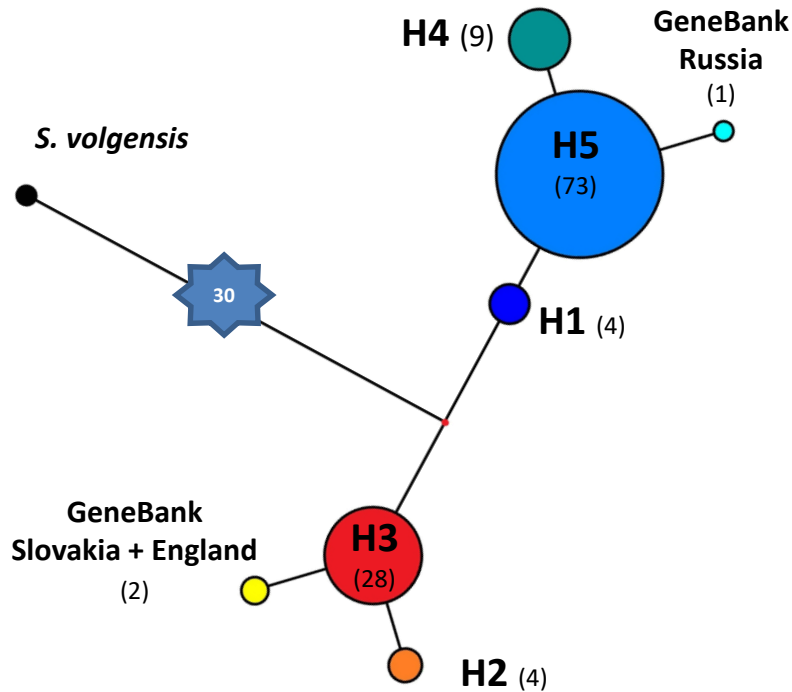 H4 (9)
GeneBank
Russia
(1)
S. volgensis
H5
(73)
30
H1 (4)
GeneBank
Slovakia + England
(2)
H3
(28)
H2 (4)